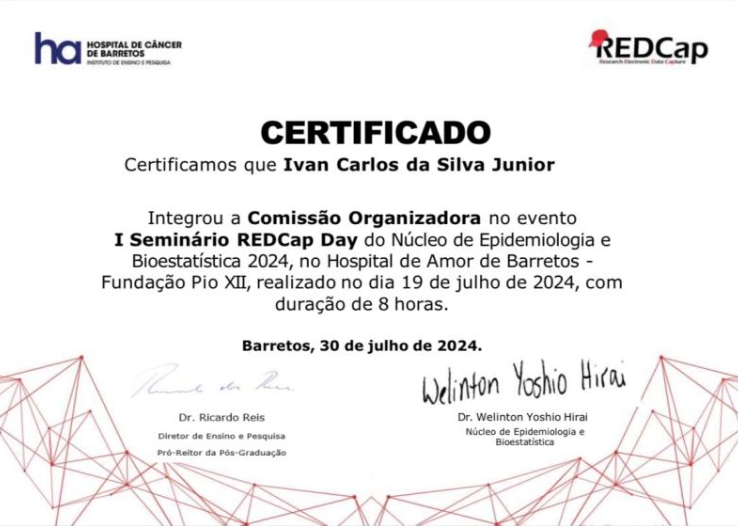 ha HOSPITAL DE CÂNCER
DE BARRETOS
INSTITUTO DE ENSINO E PESQUISA
REDCap
Research Electronic Data Capture
CERTIFICADO
Certificamos que Ivan Carlos da Silva Junior
Integrou a Comissão Organizadora no evento
I Seminário REDCap Day do Núcleo de Epidemiologia e
Bioestatística 2024, no Hospital de Amor de Barretos -
Fundação Pio XII, realizado no dia 19 de julho de 2024, com
duração de 8 horas.
Barretos, 30 de julho de 2024.
Welinton Yoshio Hirai
Dr. Ricardo Reis
Diretor de Ensino e Pesquisa
Pró-Reitor da Pós-Graduação
Dr. Welinton Yoshio Hirai
Núcleo de Epidemiologia e
Bioestatística